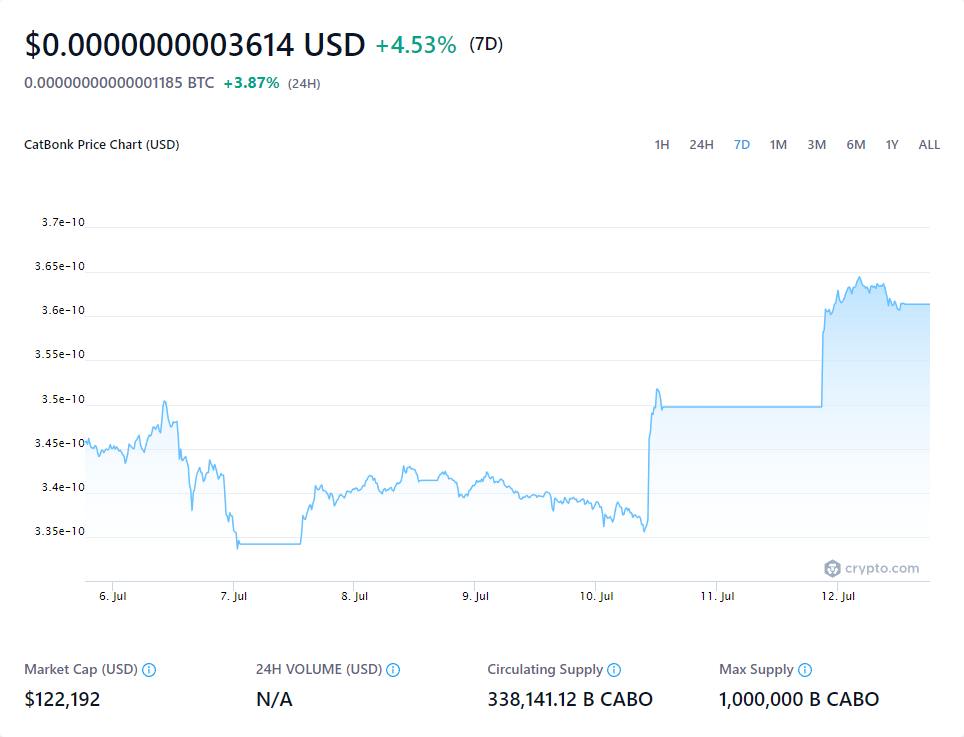 $0.0000000003614 USD +4.53% (7D)
0.00000000000001185 BTC +3.87% (24H)
CatBonk Price Chart (USD) 1H 24H 7D 1M 3M 6M 1Y ALL
3.7e-10
3.65e-10
3.6e-10
3.55e-10
3.5e-10
3.45e-10
3.4e-10
3.35e-10
crypto.com
6. Jul 7. Jul 8. Jul 9. Jul 10. Jul 11. Jul 12. Jul
Market Cap (USD) 24H VOLUME (USD) Circulating Supply Max Supply
$122,192 N/A 338,141.12 B CABO 1,000,000 B CABO